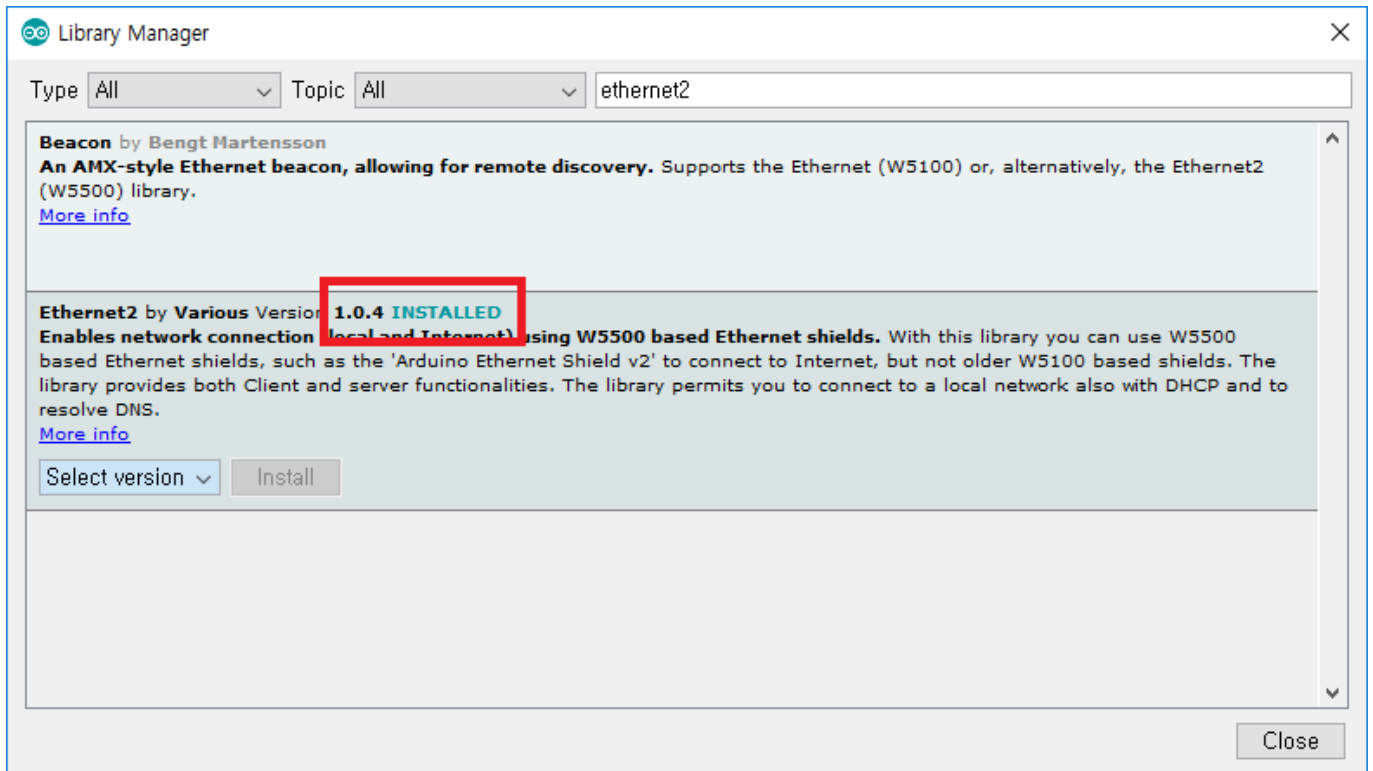 Library Manager
Type All Topic All ethernet2
Beacon by Bengt Martensson
An AMX-style Ethernet beacon, allowing for remote discovery. Supports the Ethernet (W5100) or, alternatively, the Ethernet2
(W5500) library.
More info
Ethernet2 by Various Version 1.0.4 INSTALLED
Enables network connection (local and Internet) using W5500 based Ethernet shields. With this library you can use W5500
based Ethernet shields, such as the 'Arduino Ethernet Shield v2' to connect to Internet, but not older W5100 based shields. The
library provides both Client and server functionalities. The library permits you to connect to a local network also with DHCP and to
resolve DNS.
More info
Select version Install
Close